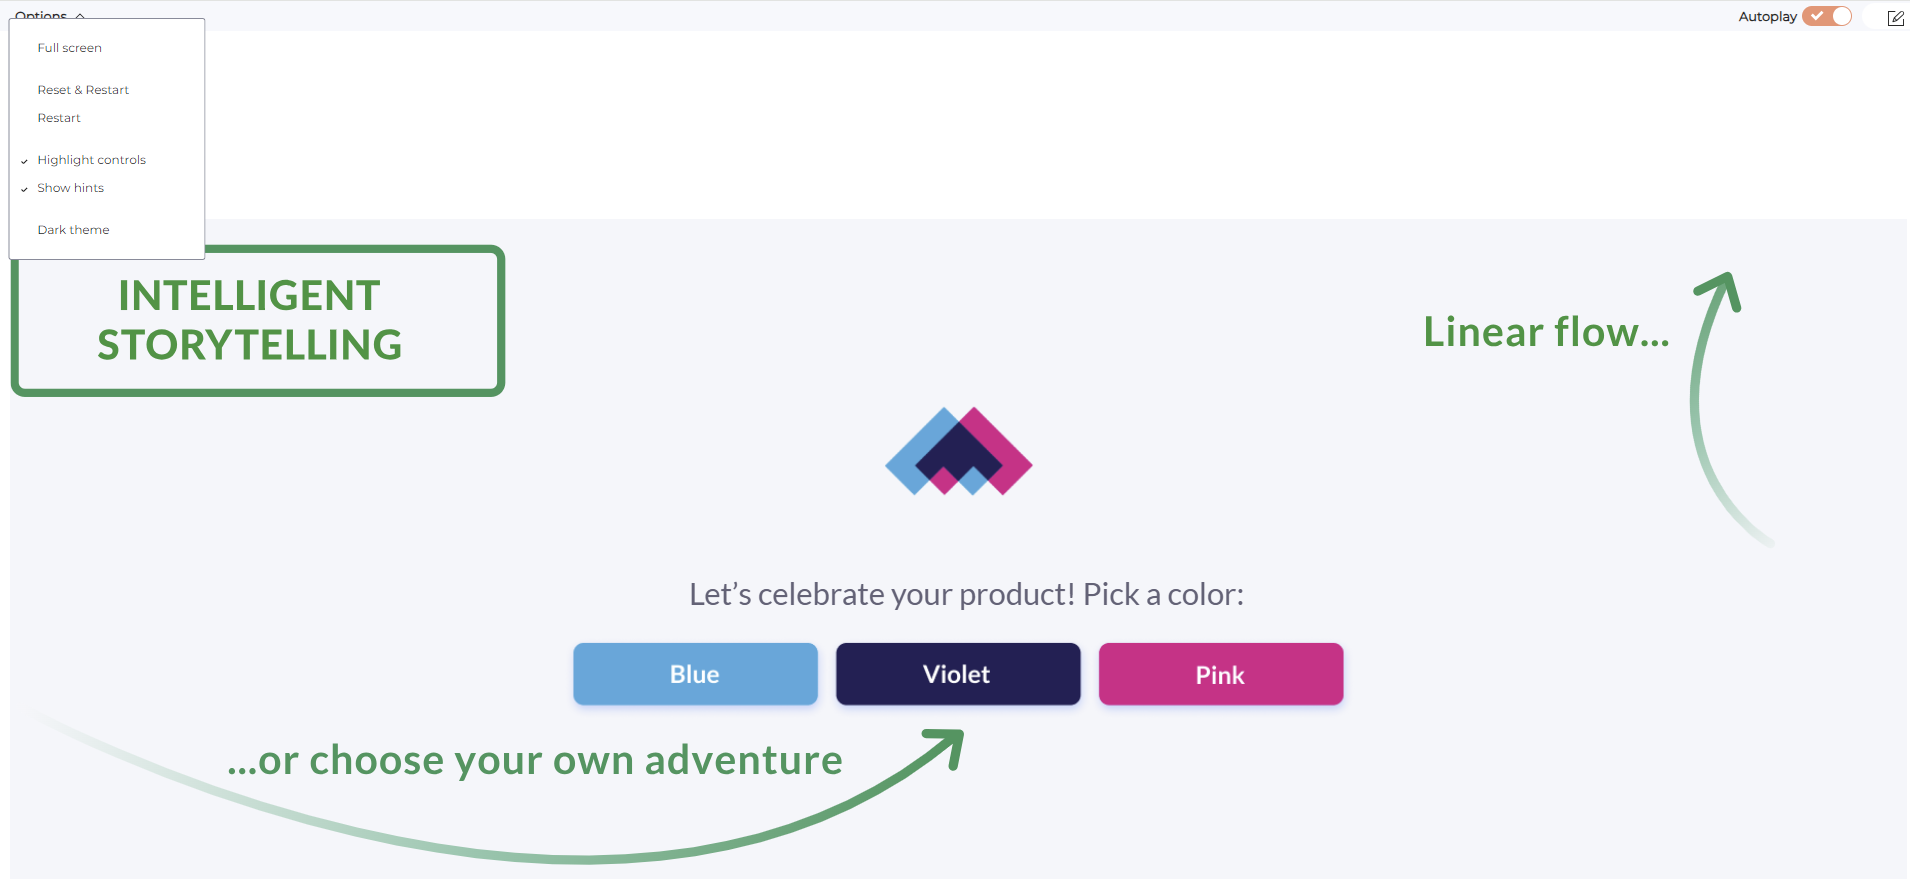 Options
Autoplay
Full screen
Reset & Restart
Restart
Highlight controls
Show hints
Dark theme
INTELLIGENT
STORYTELLING
Linear flow...
Let's celebrate your product! Pick a color:
Blue
Violet
Pink
...or choose your own adventure